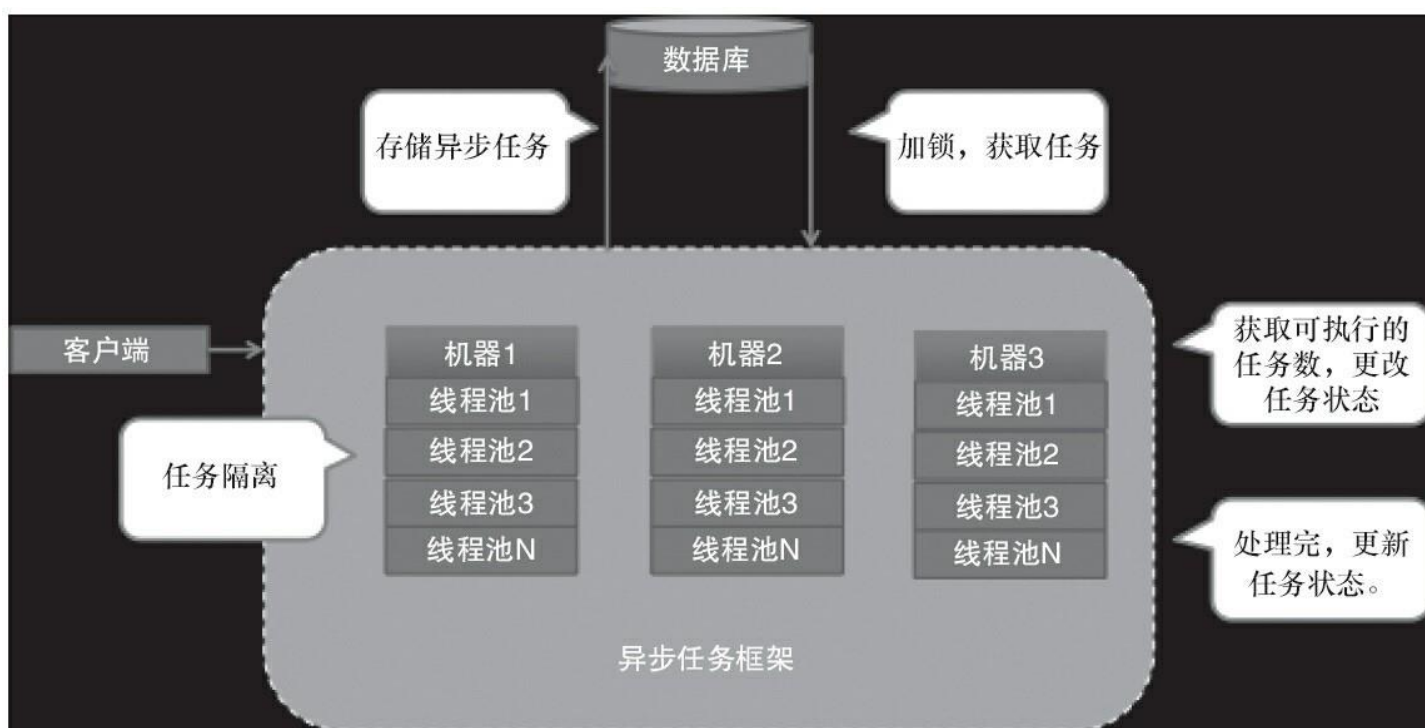 数据库
存储异步任务
加锁，获取任务
客户端
机器1
线程池1
线程池2
线程池3
线程池N
机器2
线程池1
线程池2
线程池3
线程池N
机器3
线程池1
线程池2
线程池3
线程池N
获取可执行的
任务数，更改
任务状态
任务隔离
处理完，更新
任务状态。
异步任务框架